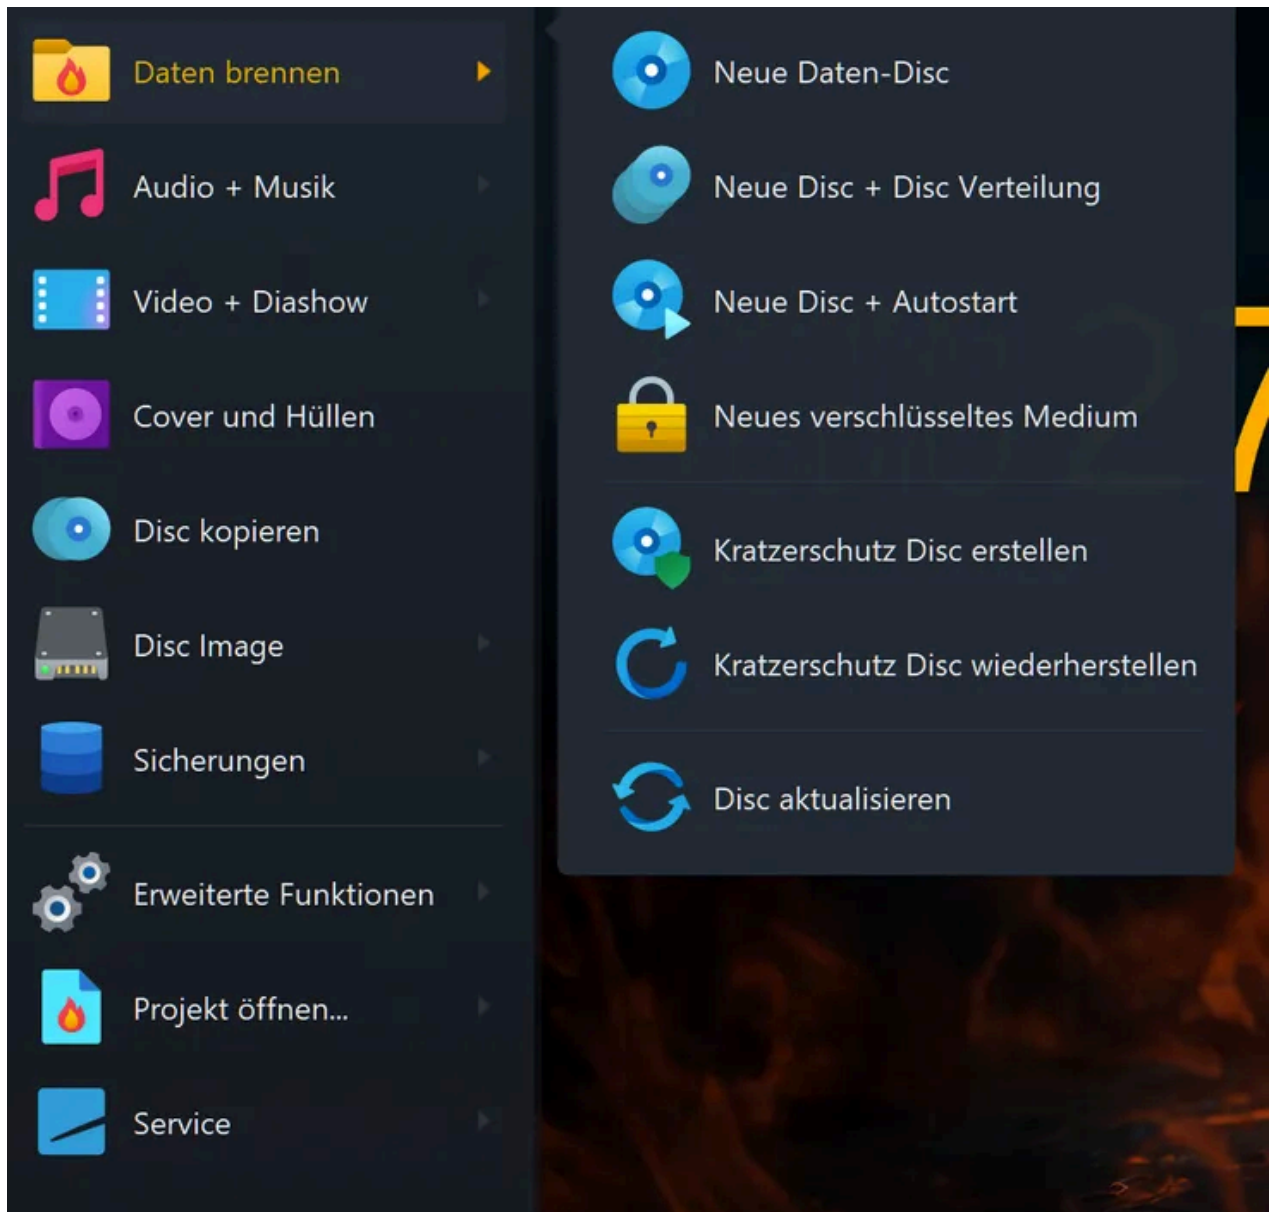 Daten brennen
Audio + Musik
Video + Diashow
Cover und Hüllen
Disc kopieren
Disc Image
Sicherungen
Erweiterte Funktionen
Projekt öffnen...
Service
Neue Daten-Disc
Neue Disc + Disc Verteilung
Neue Disc + Autostart
Neues verschlüsseltes Medium
Kratzerschutz Disc erstellen
Kratzerschutz Disc wiederherstellen
Disc aktualisieren